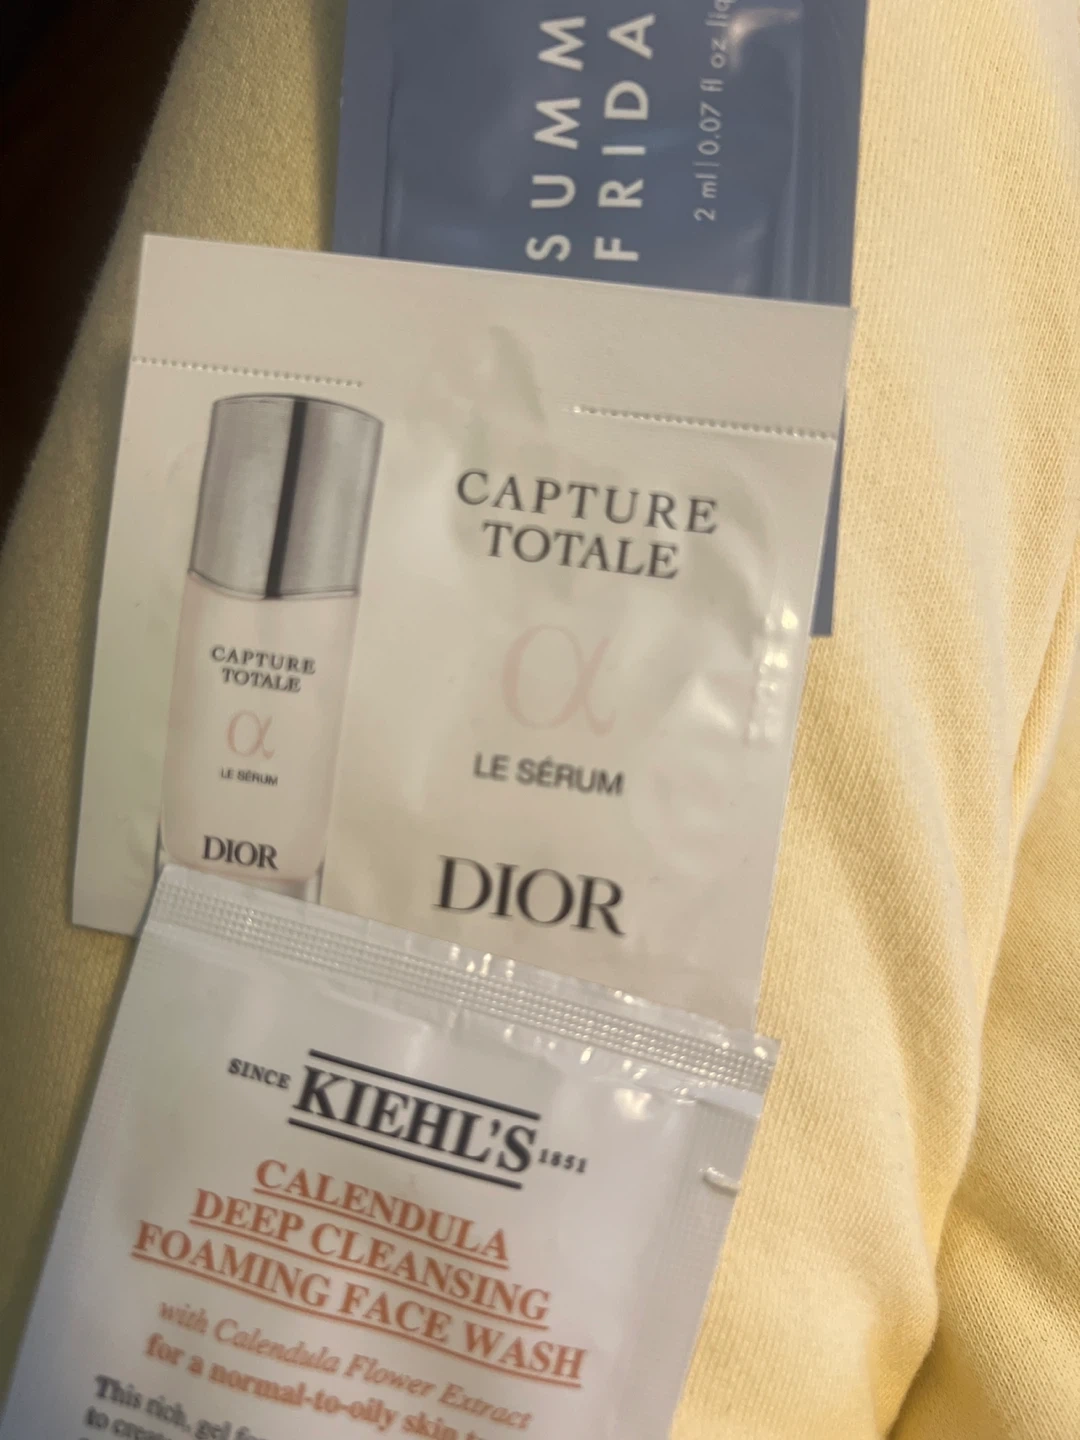 SUMM
FRIDA
2 ml | 0.07 fl oz liq
CAPTURE
TOTALE
α
LE SÉRUM
DIOR
CAPTURE
TOTALE
α
LE SÉRUM
DIOR
SINCE KIEHL'S 1851
CALENDULA
DEEP CLEANSING
FOAMING FACE WASH
with Calendula Flower Extract
for a normal-to-oily skin
This rich, gel
to